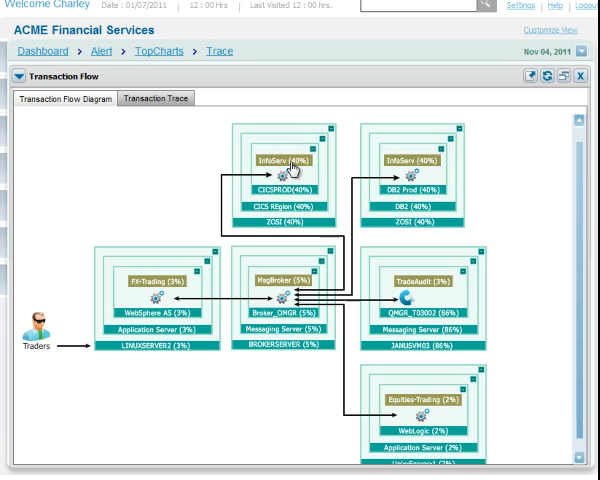 Welcome Charley Date : 01/07/2011 | 12 : 00 Hrs | Last Visited 12 : 00 hrs. Settings | Help | Logou
ACME Financial Services Customize View
Dashboard > Alert > TopCharts > Trace Nov 04, 2011
Transaction Flow
Transaction Flow Diagram Transaction Trace
InfoServ (40%)
CICSPROD(40%)
CICS REgion (40%)
ZOSI (40%)
InfoServ (40%)
DB2 Prod (40%)
DB2 (40%)
ZOSI (40%)
FX-Trading (3%)
WebSphere AS (3%)
Application Server (3%)
LINUXSERVER2 (3%)
MsgBroker (5%)
Broker_OMGR (5%)
Messaging Server (5%)
BROKERSERVER (5%)
TradeAudit (3%)
QMGR_T03002 (86%)
Messaging Server (86%)
JANUSVM03 (86%)
Traders
Equities-Trading (2%)
WebLogic (2%)
Application Server (2%)